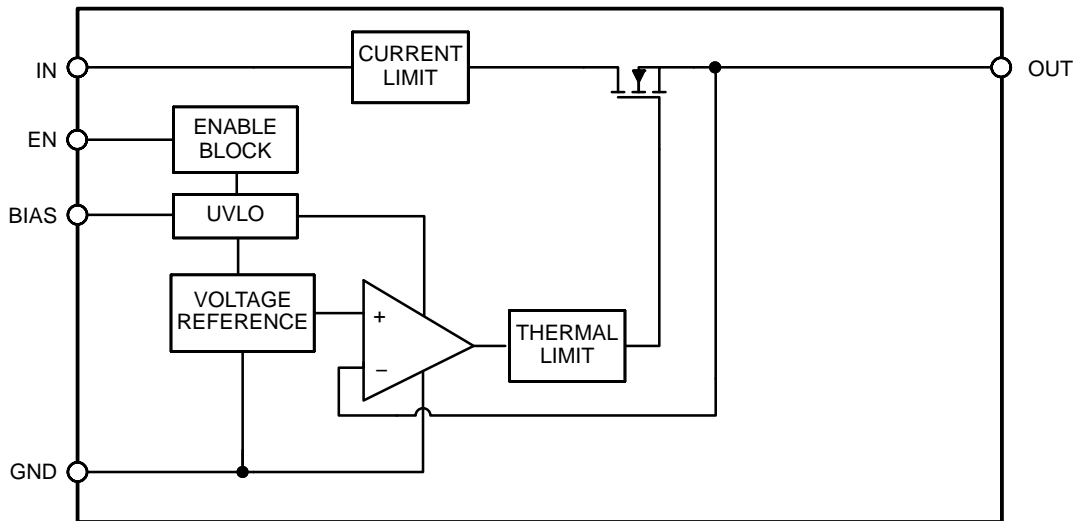 IN
CURRENT
LIMIT
OUT
EN
ENABLE
BLOCK
BIAS
UVLO
VOLTAGE
REFERENCE
+
−
THERMAL
LIMIT
GND